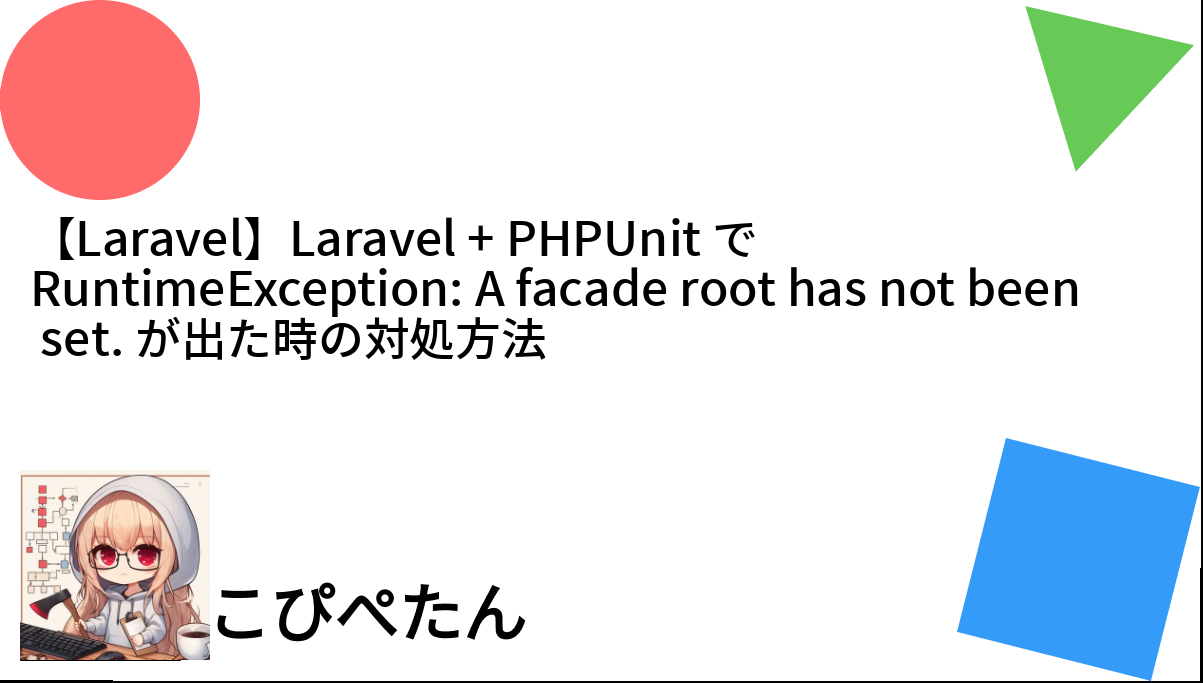 【Laravel】Laravel + PHPUnit で
RuntimeException: A facade root has not been
set. が出た時の対処方法
こぴぺたん